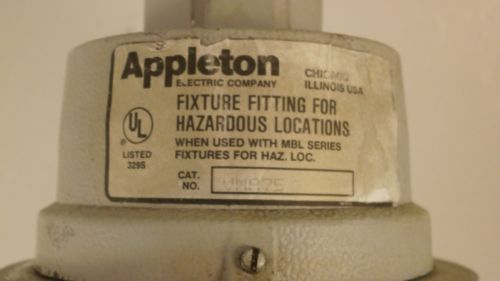 Appleton
ELECTRIC COMPANY
CHICAGO
ILLINOIS USA
FIXTURE FITTING FOR
HAZARDOUS LOCATIONS
WHEN USED WITH MBL SERIES
FIXTURES FOR HAZ. LOC.
UL
®
LISTED
329S
CAT.
NO.